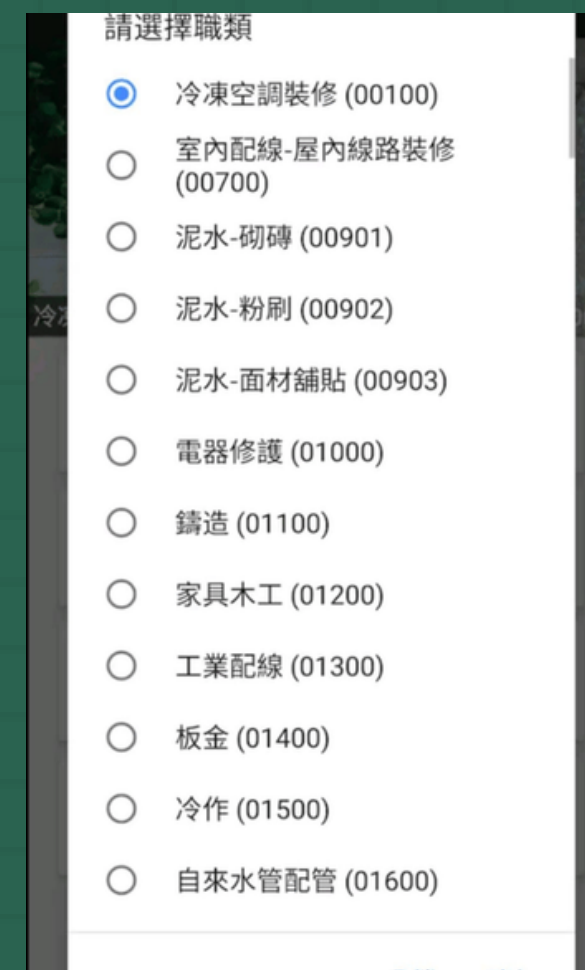 請選擇職類
冷凍空調裝修 (00100)
室內配線-屋內線路裝修
(00700)
泥水-砌磚 (00901)
泥水-粉刷 (00902)
泥水-面材舖貼 (00903)
電器修護 (01000)
鑄造 (01100)
家具木工 (01200)
工業配線 (01300)
板金 (01400)
冷作 (01500)
自來水管配管 (01600)